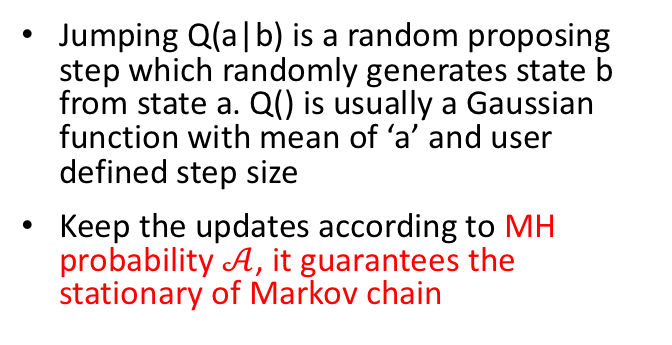 • Jumping Q(a|b) is a random proposing
step which randomly generates state b
from state a. Q() is usually a Gaussian
function with mean of ‘a’ and user
defined step size
• Keep the updates according to MH
probability 𝒜, it guarantees the
stationary of Markov chain